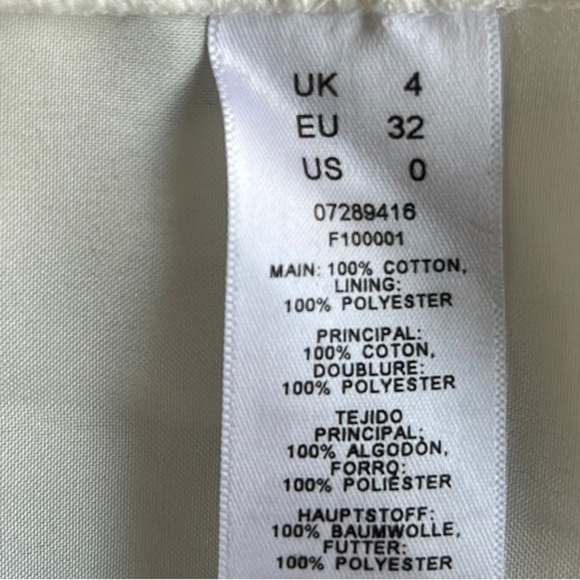 UK 4
EU 32
US 0
07289416
F100001
MAIN: 100% COTTON,
LINING:
100% POLYESTER
PRINCIPAL:
100% COTON,
DOUBLURE:
100% POLYESTER
TEJIDO
PRINCIPAL:
100% ALGODÓN,
FORRO:
100% POLIÉSTER
HAUPTSTOFF:
100% BAUMWOLLE,
FUTTER:
100% POLYESTER